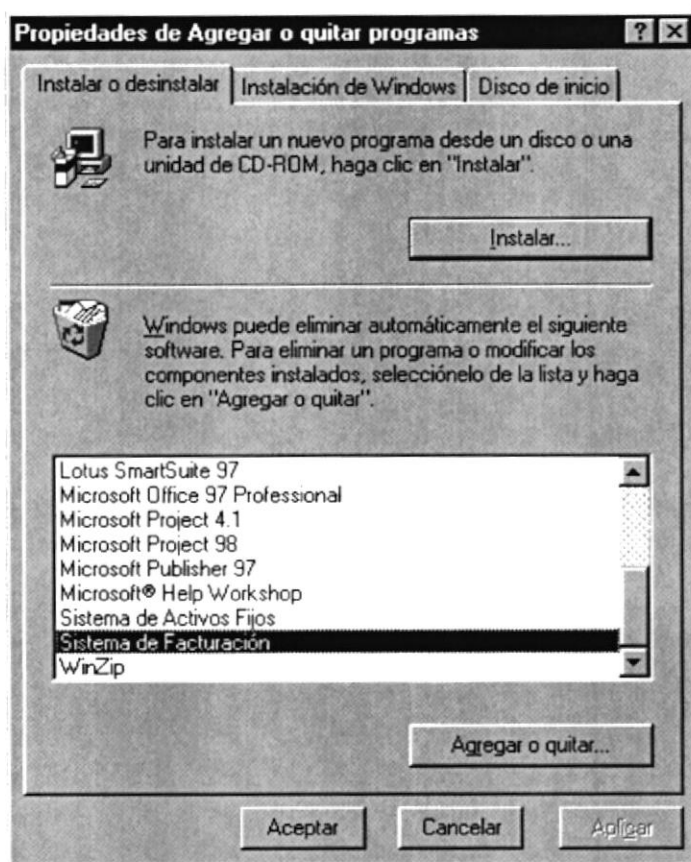 Propiedades de Agregar o quitar programas
Instalar o desinstalar
Instalación de Windows
Disco de inicio
Para instalar un nuevo programa desde un disco o una
unidad de CD-ROM, haga clic en "Instalar".
Instalar...
Windows puede eliminar automáticamente el siguiente
software. Para eliminar un programa o modificar los
componentes instalados, selecciónelo de la lista y haga
clic en "Agregar o quitar".
Lotus SmartSuite 97
Microsoft Office 97 Professional
Microsoft Project 4.1
Microsoft Project 98
Microsoft Publisher 97
Microsoft® Help Workshop
Sistema de Activos Fijos
Sistema de Facturación
WinZip
Agregar o quitar...
Aceptar
Cancelar
Aplicar